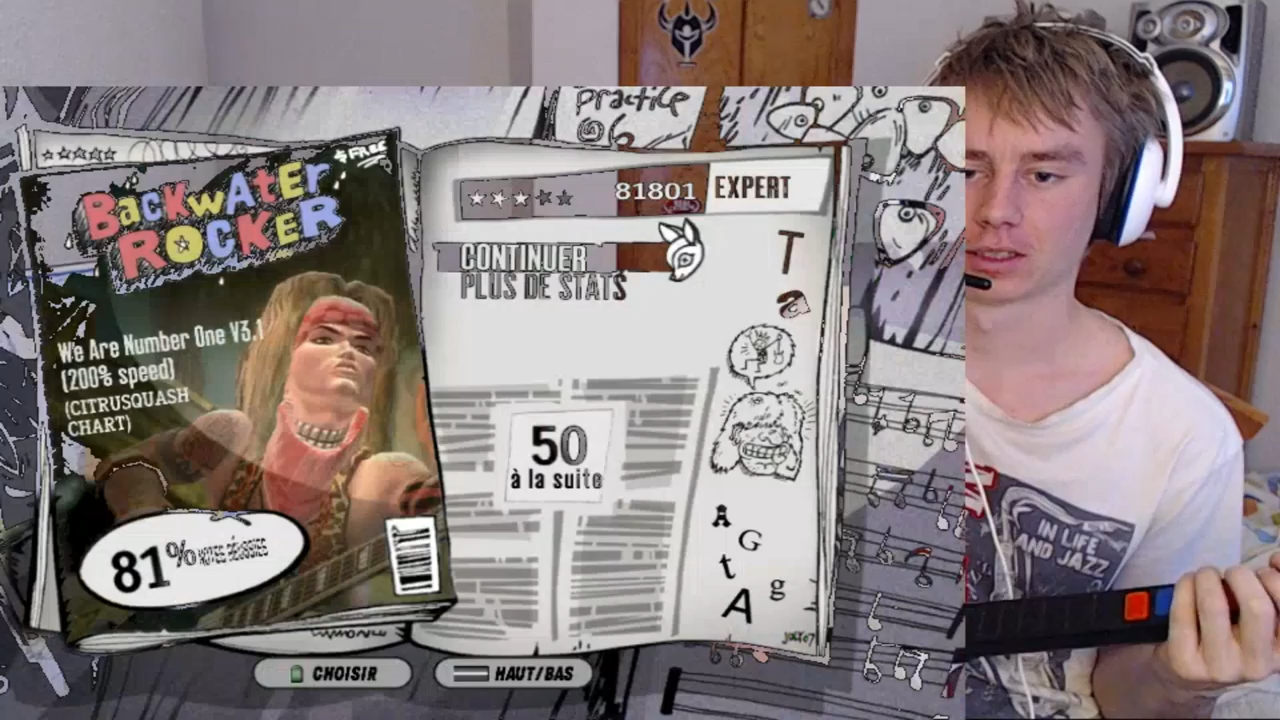 Practice
$ FREE
BACKWATER
ROCKER
We Are Number One V3.1
(200% speed)
(CITRUSQUASH
CHART)
81% NOTES RÉUSSIES
81801 EXPERT
CONTINUER
PLUS DE STATS
50
à la suite
T
a
A
G
t
g
A
CHOISIR
HAUT/BAS
IN LIFE
AND JAZZ